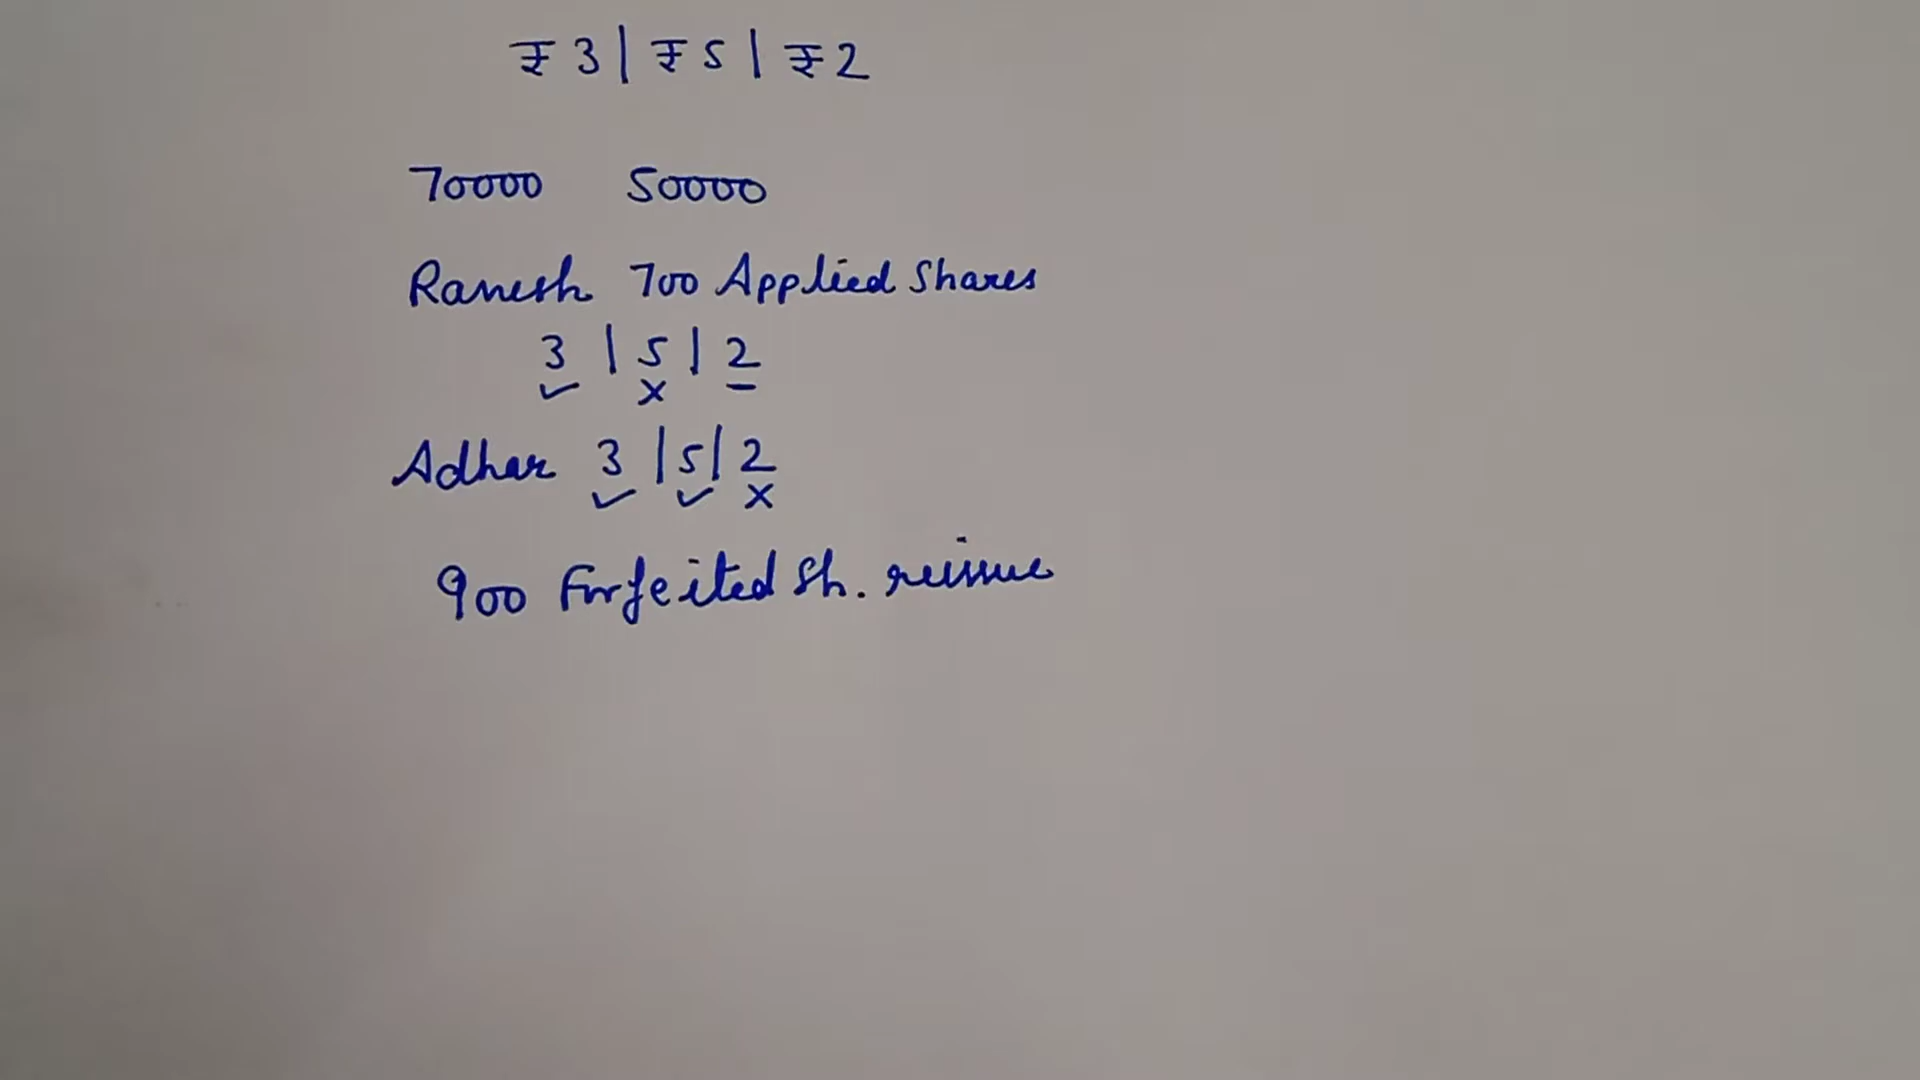 ₹ 3 | ₹ 5 | ₹ 2
70000 50000
Ramesh 700 Applied Shares
3 | 5 | 2
✓ x –
Adhar 3 | 5 | 2
✓ ✓ x
900 Forfeited Sh. reissue